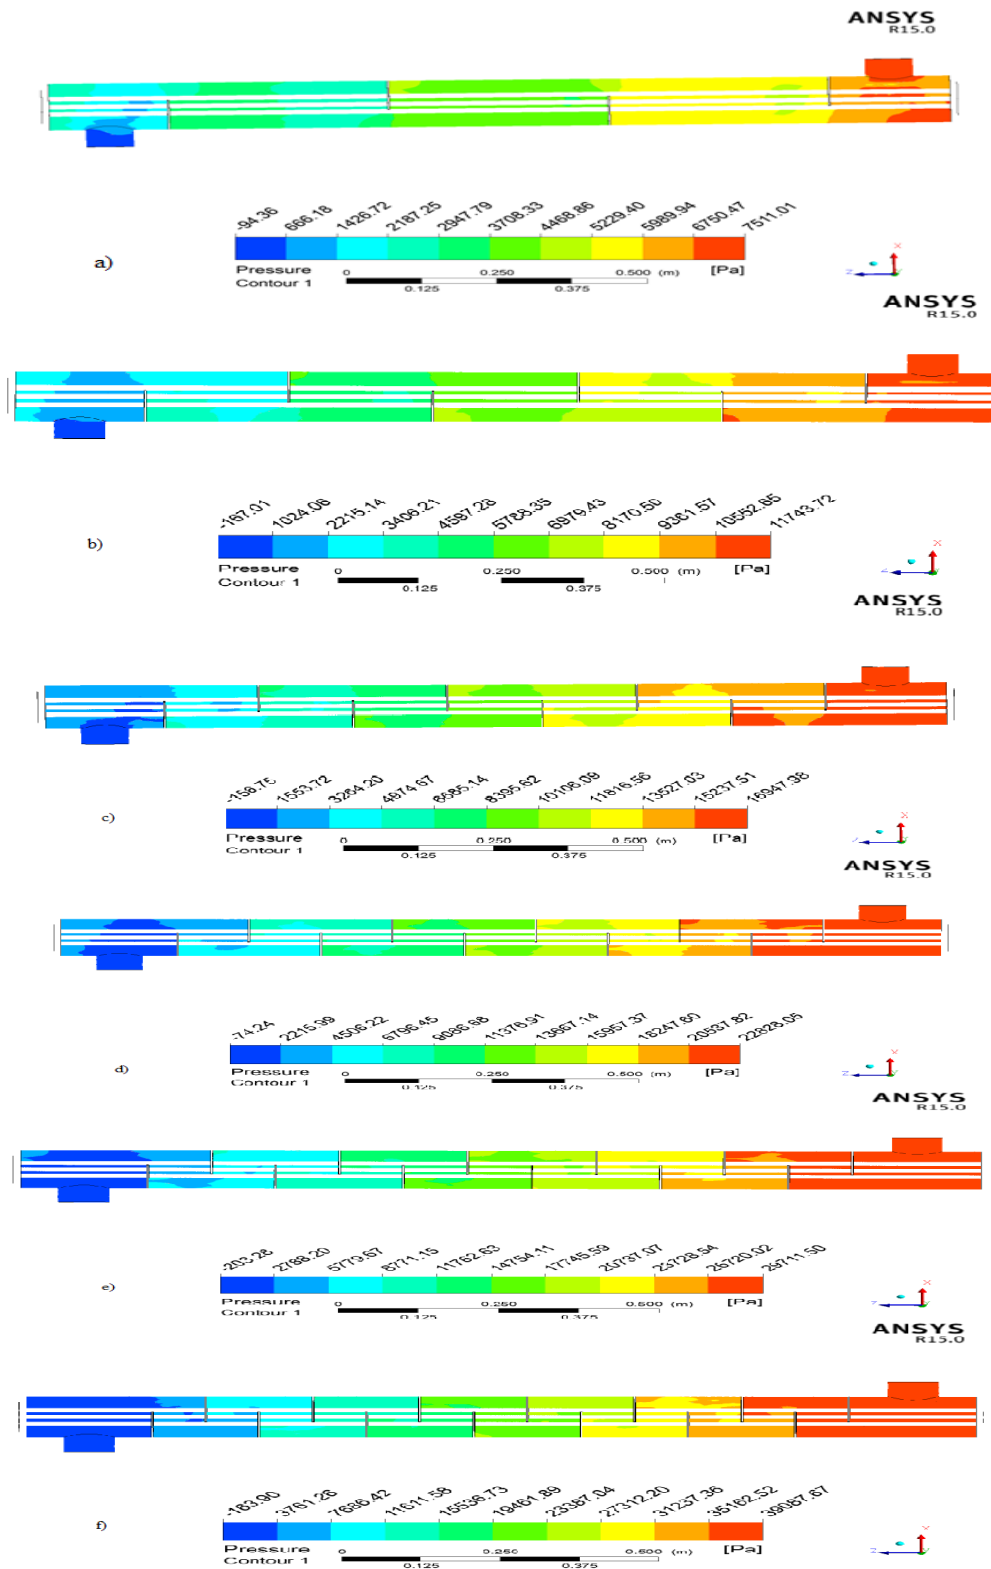 ANSYS
R15.0
-94.36 666.18 1426.72 2187.25 2947.79 3708.33 4468.86 5229.40 5989.94 6750.47 7511.01
a)
Pressure
Contour 1
0 0.250 0.500 (m) [Pa]
0.125 0.375
X
Z
ANSYS
R15.0
-167.01 1024.06 2215.14 3406.21 4597.28 5788.35 6979.43 8170.50 9361.57 10552.65 11743.72
b)
Pressure
Contour 1
0 0.250 0.500 (m) [Pa]
0.125 0.375
X
Z
ANSYS
R15.0
1553.72 3264.20 4974.67 6685.14 8395.62 10106.09 11816.56 13527.03 15237.51
c)
Pressure
Contour 1
0 0.250 0.500 (m) [Pa]
0.125 0.375
X
ANSYS
R15.0
-74.24 2215.99 4506.22 6796.45 9086.68 11376.91 13667.14 15957.37 18247.60 20537.82 22828.05
d)
Pressure
Contour 1
0 0.250 0.500 (m) [Pa]
0.125 0.375
X
Z
ANSYS
R15.0
-203.28 2788.20 5779.67 8771.15 11762.63 14754.11 17745.59 20737.07 23728.54 26720.02 29711.50
e)
Pressure
Contour 1
0 0.250 0.500 (m) [Pa]
0.125 0.375
X
Z
ANSYS
R15.0
-163.90 3761.26 7686.42 11611.58 15536.73 19461.89 23387.04 27312.20 31237.36 35162.52 39087.67
f)
Pressure
Contour 1
0 0.250 0.500 (m) [Pa]
0.125 0.375
X
Z